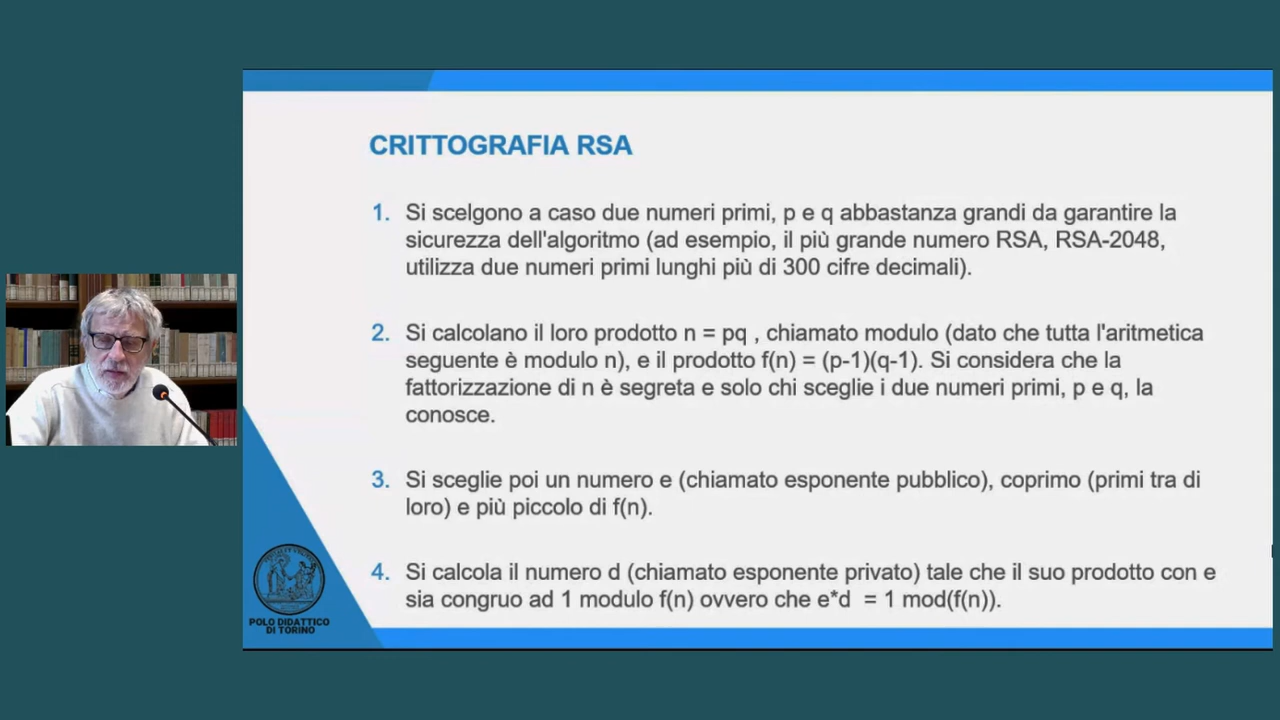 CRITTOGRAFIA RSA
1. Si scelgono a caso due numeri primi, p e q abbastanza grandi da garantire la
sicurezza dell'algoritmo (ad esempio, il più grande numero RSA, RSA-2048,
utilizza due numeri primi lunghi più di 300 cifre decimali).
2. Si calcolano il loro prodotto n = pq , chiamato modulo (dato che tutta l'aritmetica
seguente è modulo n), e il prodotto f(n) = (p-1)(q-1). Si considera che la
fattorizzazione di n è segreta e solo chi sceglie i due numeri primi, p e q, la
conosce.
3. Si sceglie poi un numero e (chiamato esponente pubblico), coprimo (primi tra di
loro) e più piccolo di f(n).
4. Si calcola il numero d (chiamato esponente privato) tale che il suo prodotto con e
sia congruo ad 1 modulo f(n) ovvero che e*d = 1 mod(f(n)).
POLO DIDATTICO
DI TORINO